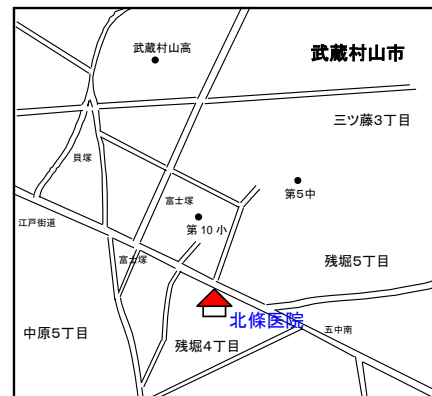 武蔵村山高
武蔵村山市
三ツ藤3丁目
貝塚
第5中
富士塚
第10小
江戸街道
富士塚
残堀5丁目
北條医院
五中南
中原5丁目
残堀4丁目